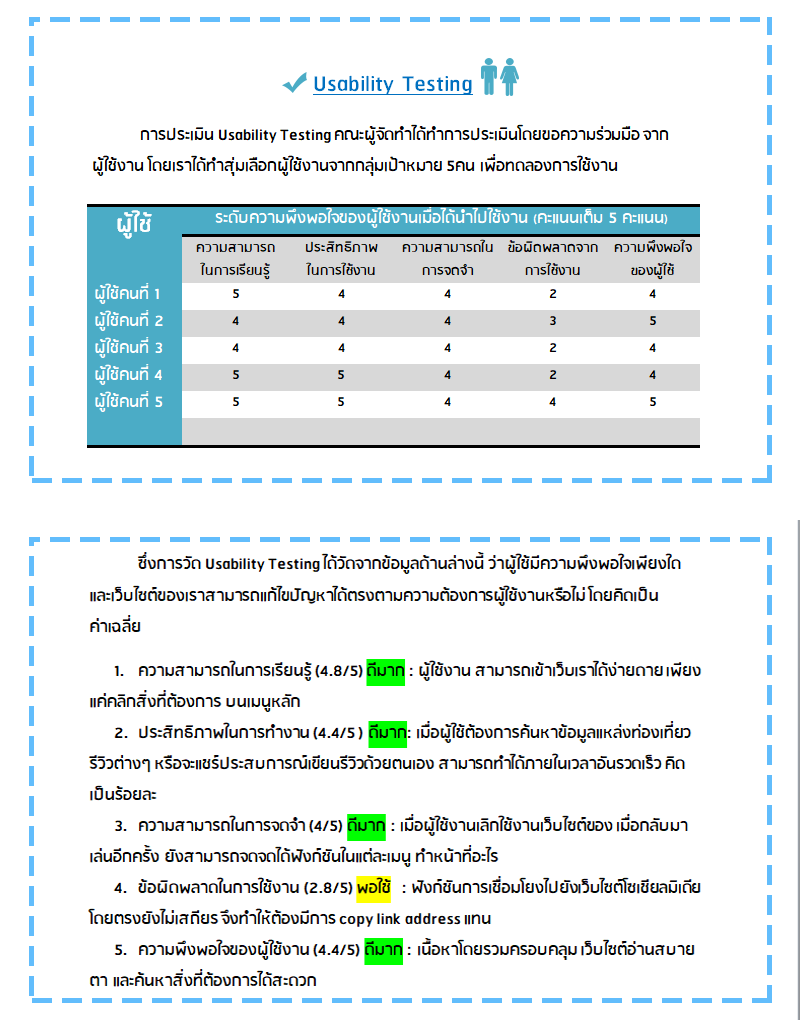 Usability Testing
การประเมิน Usability Testing คณะผู้จัดทำได้ทำการประเมินโดยขอความร่วมมือ จาก
ผู้ใช้งาน โดยเราได้ทำสุ่มเลือกผู้ใช้งานจากกลุ่มเป้าหมาย 5คน เพื่อทดลองการใช้งาน
ผู้ใช้ ระดับความพึงพอใจของผู้ใช้งานเมื่อได้นำไปใช้งาน (คะแนนเต็ม 5 คะแนน)
ความสามารถ ประสิทธิภาพ ความสามารถใน ข้อผิดพลาดจาก ความพึงพอใจ
ในการเรียนรู้ ในการใช้งาน การจดจำ การใช้งาน ของผู้ใช้
ผู้ใช้คนที่ 1 5 4 4 2 4
ผู้ใช้คนที่ 2 4 4 4 3 5
ผู้ใช้คนที่ 3 4 4 4 2 4
ผู้ใช้คนที่ 4 5 5 4 2 4
ผู้ใช้คนที่ 5 5 5 4 4 5
ซึ่งการวัด Usability Testing ได้วัดจากข้อมูลด้านล่างนี้ ว่าผู้ใช้มีความพึงพอใจเพียงใด
และเว็บไซต์ของเราสามารถแก้ไขปัญหาได้ตรงตามความต้องการผู้ใช้งานหรือไม่ โดยคิดเป็น
ค่าเฉลี่ย
1. ความสามารถในการเรียนรู้ (4.8/5) ดีมาก : ผู้ใช้งาน สามารถเข้าเว็บเราได้ง่ายดาย เพียง
แค่คลิกสิ่งที่ต้องการ บนเมนูหลัก
2. ประสิทธิภาพในการทำงาน (4.4/5 ) ดีมาก: เมื่อผู้ใช้ต้องการค้นหาข้อมูลแหล่งท่องเที่ยว
รีวิวต่างๆ หรือจะแชร์ประสบการณ์เขียนรีวิวด้วยตนเอง สามารถทำได้ภายในเวลาอันรวดเร็ว คิด
เป็นร้อยละ
3. ความสามารถในการจดจำ (4/5) ดีมาก : เมื่อผู้ใช้งานเลิกใช้งานเว็บไซต์ของ เมื่อกลับมา
เล่นอีกครั้ง ยังสามารถจดจดได้ฟังก์ชันในแต่ละเมนู ทำหน้าที่อะไร
4. ข้อผิดพลาดในการใช้งาน (2.8/5) พอใช้ : ฟังก์ชันการเชื่อมโยงไปยังเว็บไซต์โซเชียลมิเดีย
โดยตรงยังไม่เสถียร จึงทำให้ต้องมีการ copy link address แทน
5. ความพึงพอใจของผู้ใช้งาน (4.4/5) ดีมาก : เนื้อหาโดยรวมครอบคลุม เว็บไซต์อ่านสบาย
ตา และค้นหาสิ่งที่ต้องการได้สะดวก